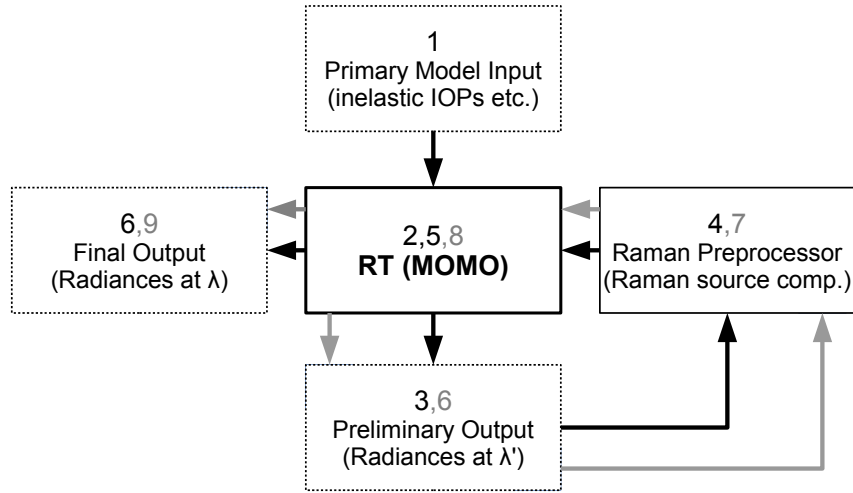 1
Primary Model Input
(inelastic IOPs etc.)
6,9
Final Output
(Radiances at λ)
2,5,8
RT (MOMO)
4,7
Raman Preprocessor
(Raman source comp.)
3,6
Preliminary Output
(Radiances at λ')